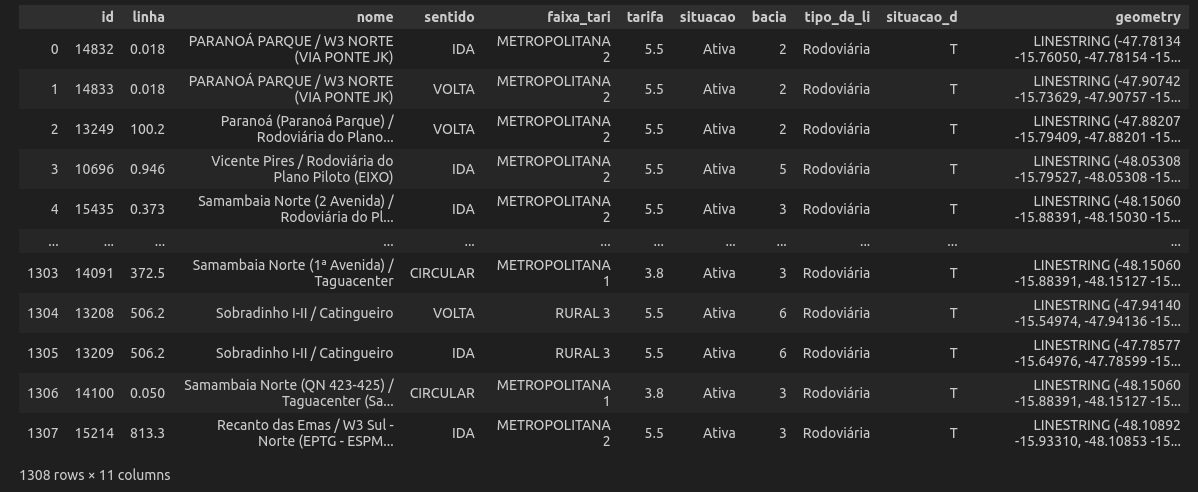 id linha nome sentido faixa_tari tarifa situacao bacia tipo_da_li situacao_d geometry
0 14832 0.018 PARANOÁ PARQUE / W3 NORTE (VIA PONTE JK) IDA METROPOLITANA 2 5.5 Ativa 2 Rodoviária T LINESTRING (-47.78134 -15.76050, -47.78154 -15...
1 14833 0.018 PARANOÁ PARQUE / W3 NORTE (VIA PONTE JK) VOLTA METROPOLITANA 2 5.5 Ativa 2 Rodoviária T LINESTRING (-47.90742 -15.73629, -47.90757 -15...
2 13249 100.2 Paranoá (Paranoá Parque) / Rodoviária do Plano... VOLTA METROPOLITANA 2 5.5 Ativa 2 Rodoviária T LINESTRING (-47.88207 -15.79409, -47.88201 -15...
3 10696 0.946 Vicente Pires / Rodoviária do Plano Piloto (EIXO) IDA METROPOLITANA 2 5.5 Ativa 5 Rodoviária T LINESTRING (-48.05308 -15.79527, -48.05308 -15...
4 15435 0.373 Samambaia Norte (2 Avenida) / Rodoviária do Pl... IDA METROPOLITANA 2 5.5 Ativa 3 Rodoviária T LINESTRING (-48.15060 -15.88391, -48.15030 -15...
... ... ... ... ... ... ... ... ... ... ... ...
1303 14091 372.5 Samambaia Norte (1ª Avenida) / Taguacenter CIRCULAR METROPOLITANA 1 3.8 Ativa 3 Rodoviária T LINESTRING (-48.15060 -15.88391, -48.15127 -15...
1304 13208 506.2 Sobradinho I-II / Catingueiro VOLTA RURAL 3 5.5 Ativa 6 Rodoviária T LINESTRING (-47.94140 -15.54974, -47.94136 -15...
1305 13209 506.2 Sobradinho I-II / Catingueiro IDA RURAL 3 5.5 Ativa 6 Rodoviária T LINESTRING (-47.78577 -15.64976, -47.78599 -15...
1306 14100 0.050 Samambaia Norte (QN 423-425) / Taguacenter (Sa... CIRCULAR METROPOLITANA 1 3.8 Ativa 3 Rodoviária T LINESTRING (-48.15060 -15.88391, -48.15127 -15...
1307 15214 813.3 Recanto das Emas / W3 Sul - Norte (EPTG - ESPM... IDA METROPOLITANA 2 5.5 Ativa 3 Rodoviária T LINESTRING (-48.10892 -15.93310, -48.10853 -15...
1308 rows × 11 columns